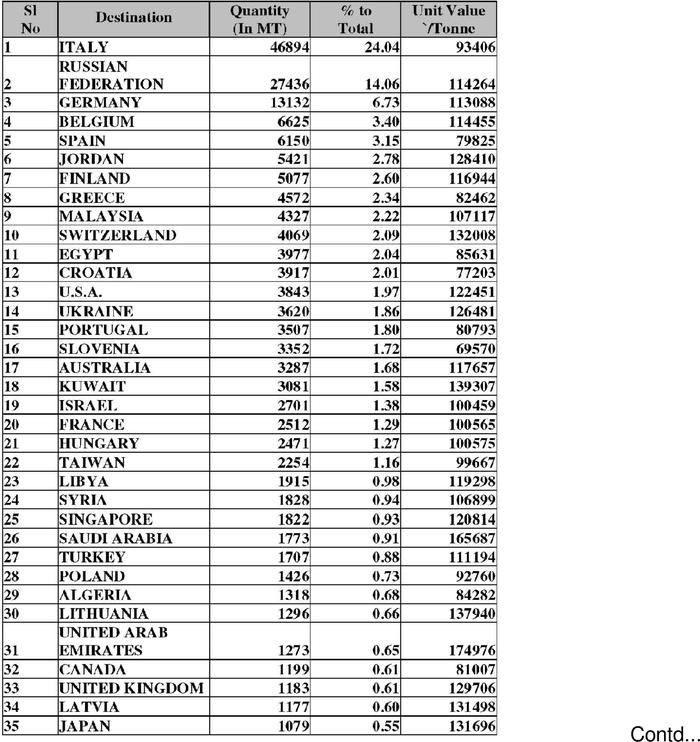 Sl No Destination Quantity (In MT) % to Total Unit Value `/Tonne
1 ITALY 46894 24.04 93406
2 RUSSIAN FEDERATION 27436 14.06 114264
3 GERMANY 13132 6.73 113088
4 BELGIUM 6625 3.40 114455
5 SPAIN 6150 3.15 79825
6 JORDAN 5421 2.78 128410
7 FINLAND 5077 2.60 116944
8 GREECE 4572 2.34 82462
9 MALAYSIA 4327 2.22 107117
10 SWITZERLAND 4069 2.09 132008
11 EGYPT 3977 2.04 85631
12 CROATIA 3917 2.01 77203
13 U.S.A. 3843 1.97 122451
14 UKRAINE 3620 1.86 126481
15 PORTUGAL 3507 1.80 80793
16 SLOVENIA 3352 1.72 69570
17 AUSTRALIA 3287 1.68 117657
18 KUWAIT 3081 1.58 139307
19 ISRAEL 2701 1.38 100459
20 FRANCE 2512 1.29 100565
21 HUNGARY 2471 1.27 100575
22 TAIWAN 2254 1.16 99667
23 LIBYA 1915 0.98 119298
24 SYRIA 1828 0.94 106899
25 SINGAPORE 1822 0.93 120814
26 SAUDI ARABIA 1773 0.91 165687
27 TURKEY 1707 0.88 111194
28 POLAND 1426 0.73 92760
29 ALGERIA 1318 0.68 84282
30 LITHUANIA 1296 0.66 137940
31 UNITED ARAB EMIRATES 1273 0.65 174976
32 CANADA 1199 0.61 81007
33 UNITED KINGDOM 1183 0.61 129706
34 LATVIA 1177 0.60 131498
35 JAPAN 1079 0.55 131696
Contd...